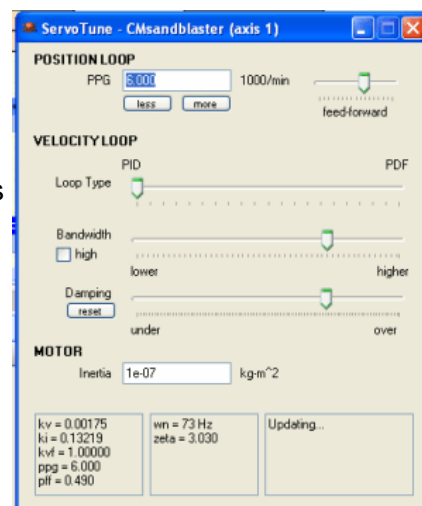 ServoTune - CMsandblaster (axis 1)
POSITION LOOP
PPG 6.000 1000/min
less more feed-forward
VELOCITY LOOP
PID PDF
Loop Type
Bandwidth
high
lower higher
Damping
reset
under over
MOTOR
Inertia 1e-07 kg-m^2
kv = 0.00175
ki = 0.13219
kvf = 1.00000
ppg = 6.000
pff = 0.490
wn = 73 Hz
zeta = 3.030
Updating...
s